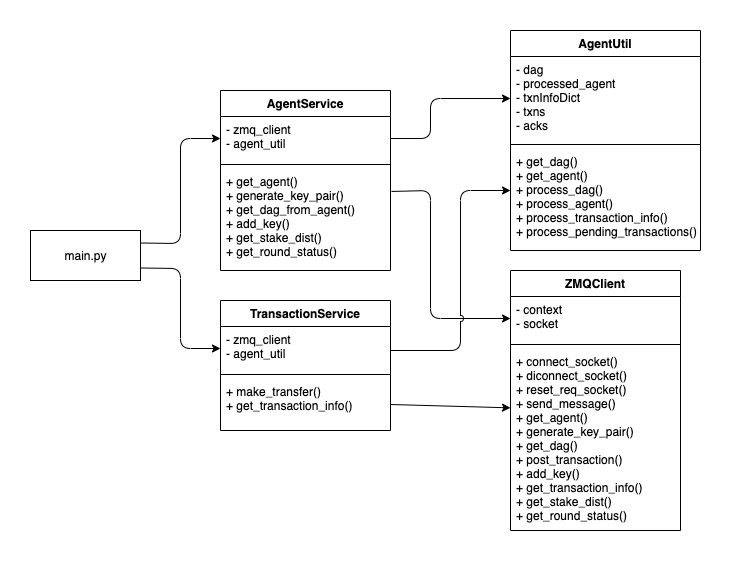 main.py
AgentService
- zmq_client
- agent_util
+ get_agent()
+ generate_key_pair()
+ get_dag_from_agent()
+ add_key()
+ get_stake_dist()
+ get_round_status()
TransactionService
- zmq_client
- agent_util
+ make_transfer()
+ get_transaction_info()
AgentUtil
- dag
- processed_agent
- txnInfoDict
- txns
- acks
+ get_dag()
+ get_agent()
+ process_dag()
+ process_agent()
+ process_transaction_info()
+ process_pending_transactions()
ZMQClient
- context
- socket
+ connect_socket()
+ diconnect_socket()
+ reset_req_socket()
+ send_message()
+ get_agent()
+ generate_key_pair()
+ get_dag()
+ post_transaction()
+ add_key()
+ get_transaction_info()
+ get_stake_dist()
+ get_round_status()